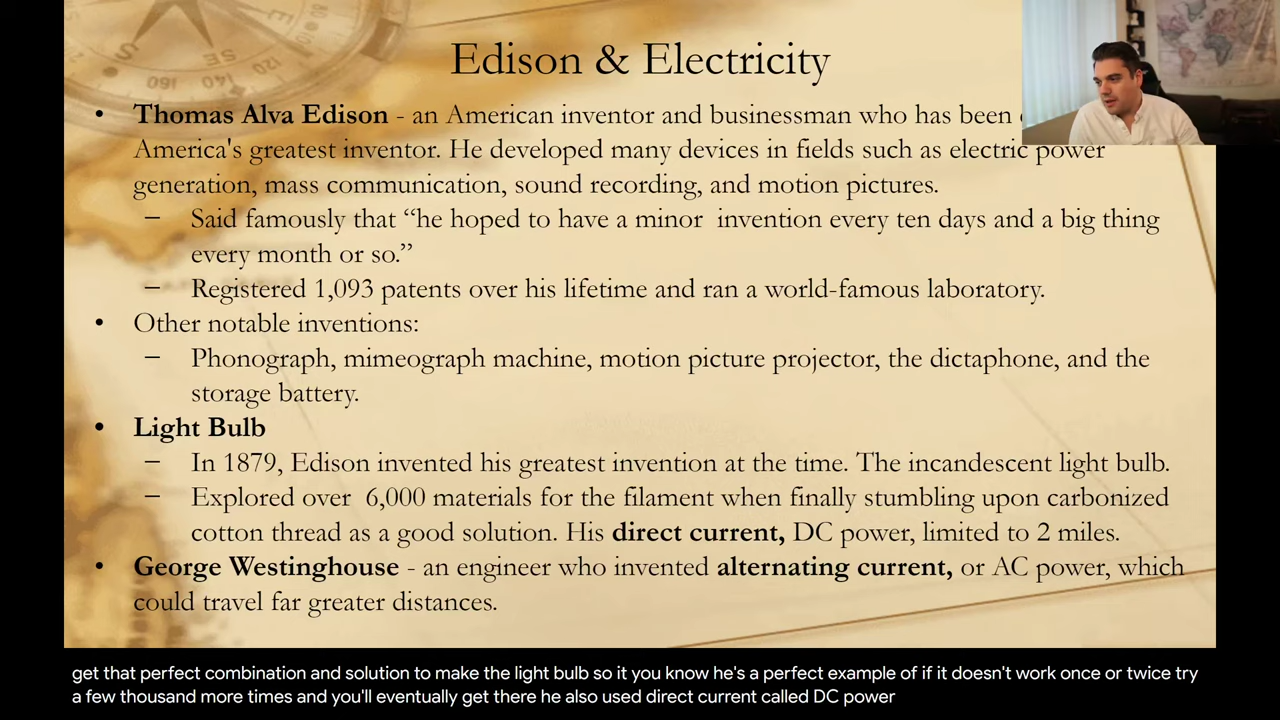 Edison & Electricity
• Thomas Alva Edison - an American inventor and businessman who has been
America's greatest inventor. He developed many devices in fields such as electric power
generation, mass communication, sound recording, and motion pictures.
– Said famously that “he hoped to have a minor invention every ten days and a big thing
every month or so.”
– Registered 1,093 patents over his lifetime and ran a world-famous laboratory.
• Other notable inventions:
– Phonograph, mimeograph machine, motion picture projector, the dictaphone, and the
storage battery.
• Light Bulb
– In 1879, Edison invented his greatest invention at the time. The incandescent light bulb.
– Explored over 6,000 materials for the filament when finally stumbling upon carbonized
cotton thread as a good solution. His direct current, DC power, limited to 2 miles.
• George Westinghouse - an engineer who invented alternating current, or AC power, which
could travel far greater distances.
get that perfect combination and solution to make the light bulb so it you know he's a perfect example of if it doesn't work once or twice try
a few thousand more times and you'll eventually get there he also used direct current called DC power